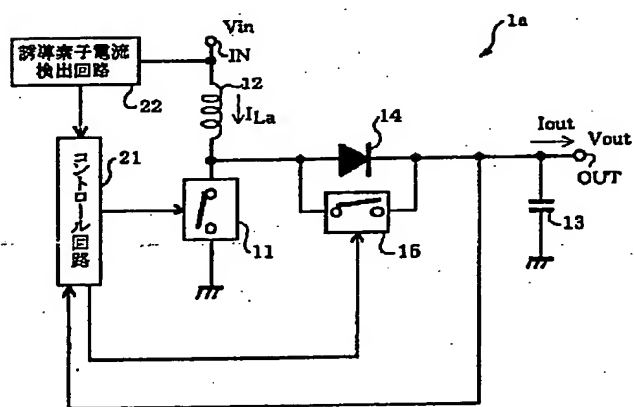 1a
Vin
IN
誘導素子電流
検出回路
22
12
ILa
14
Iout
Vout
OUT
21
コントロール回路
11
15
13